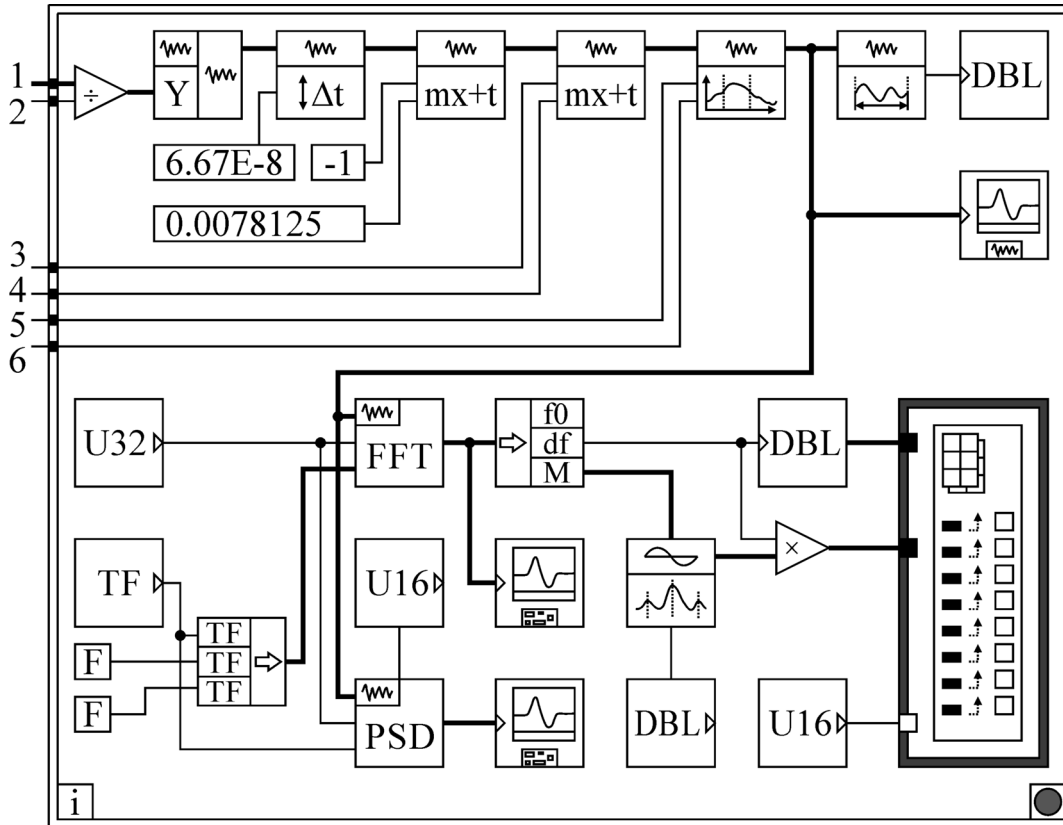 1
2
÷
Y
Δt
mx+t
mx+t
DBL
6.67E-8
-1
0.0078125
3
4
5
6
U32
FFT
f0
df
M
DBL
TF
U16
×
TF
TF
TF
F
F
PSD
DBL
U16
i